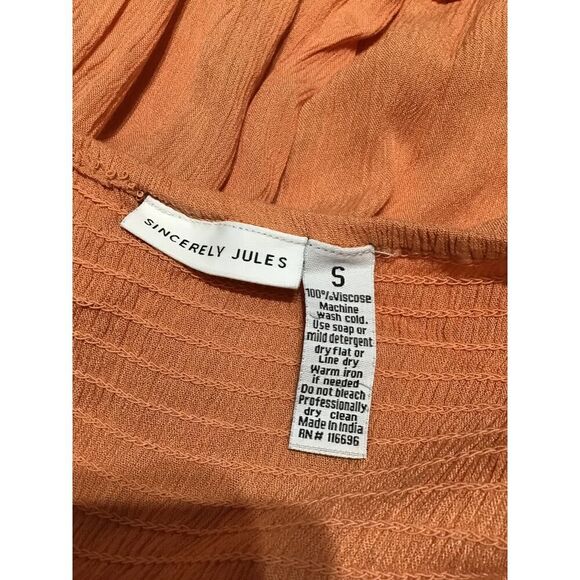 SINCERELY JULES
S
100%Viscose
Machine
wash cold.
Use soap or
mild detergent
dry flat or
Line dry
Warm iron
if needed
Do not bleach
Professionally
dry clean
Made in India
RN# 116696